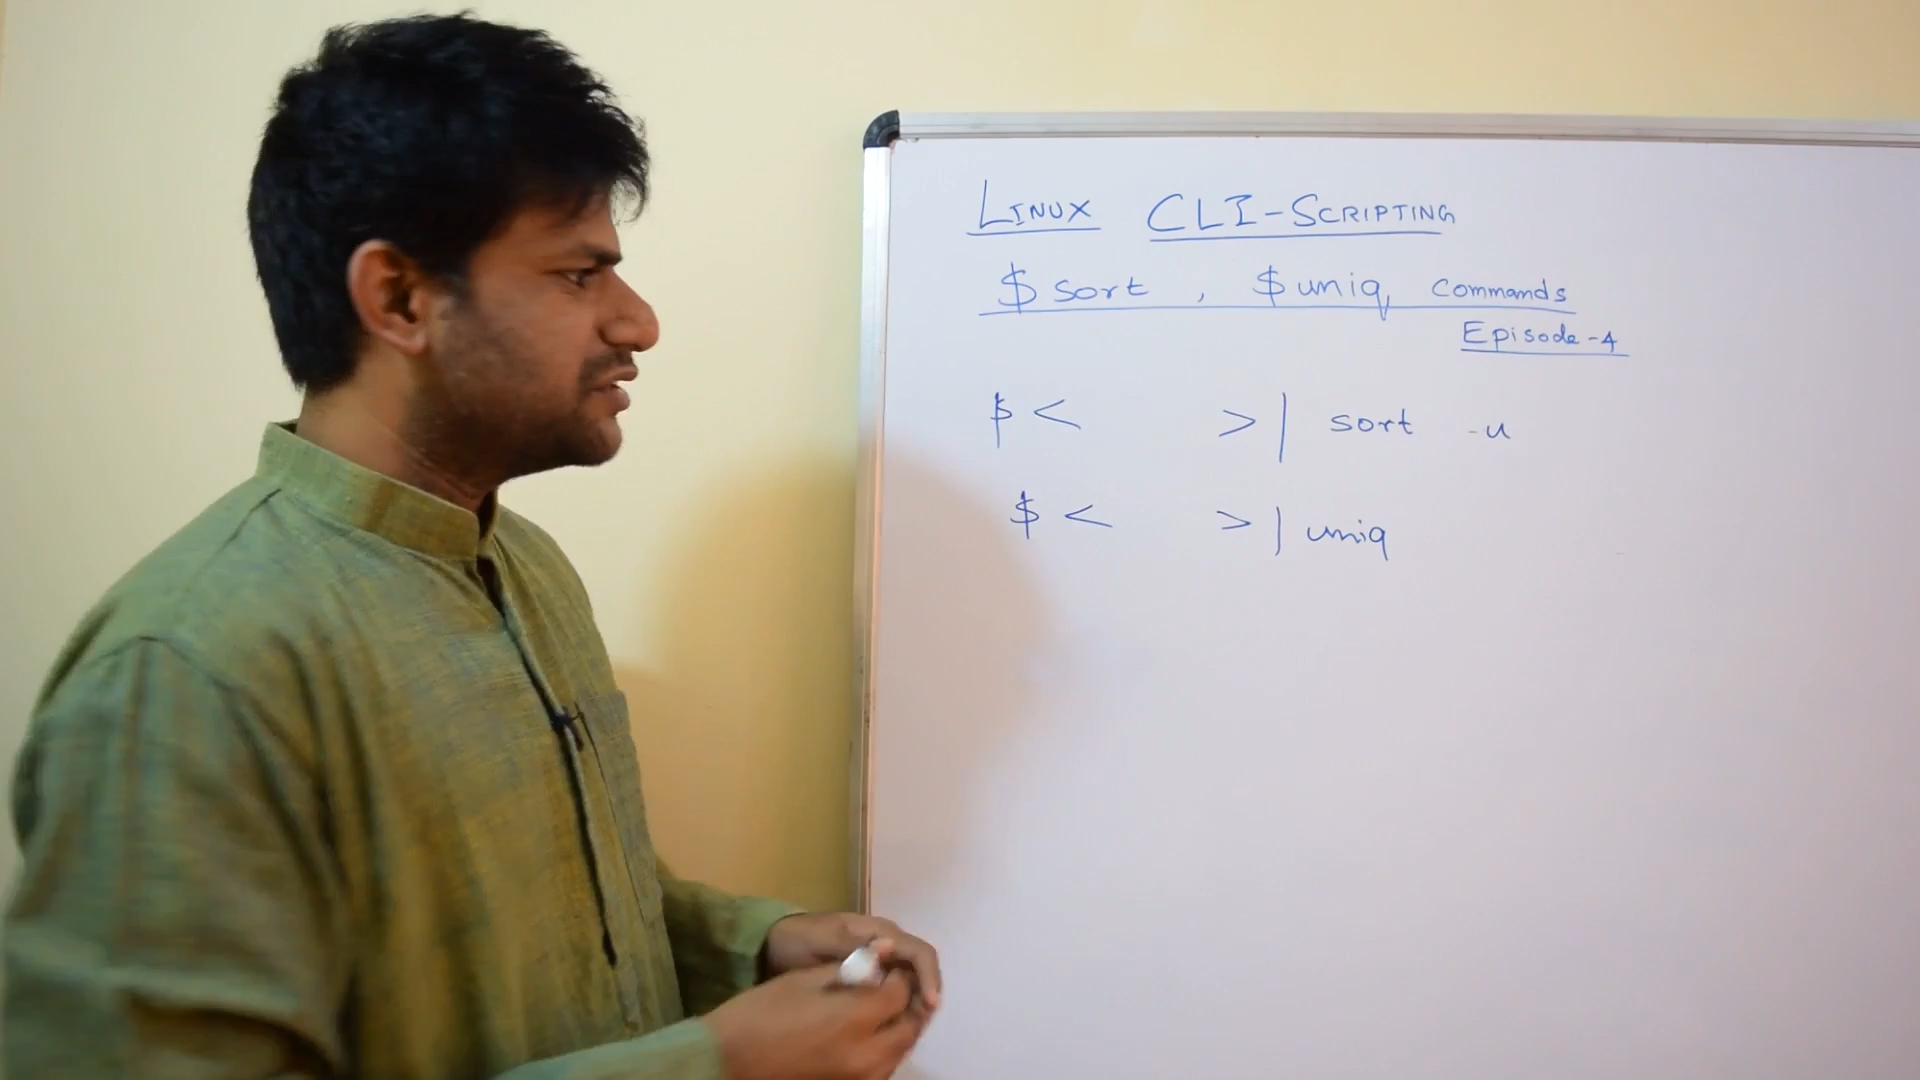 LINUX CLI-SCRIPTING
$ sort , $ uniq commands
Episode-4
$ < >| sort -u
$ < >| uniq